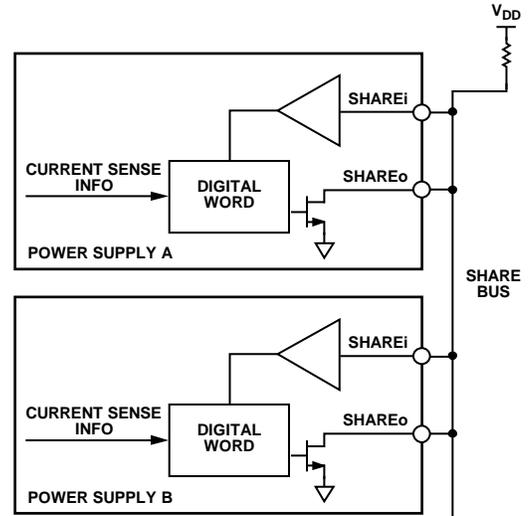 VDD
SHAREi
CURRENT SENSE
INFO
DIGITAL
WORD
SHAREo
POWER SUPPLY A
SHARE
BUS
SHAREi
CURRENT SENSE
INFO
DIGITAL
WORD
SHAREo
POWER SUPPLY B